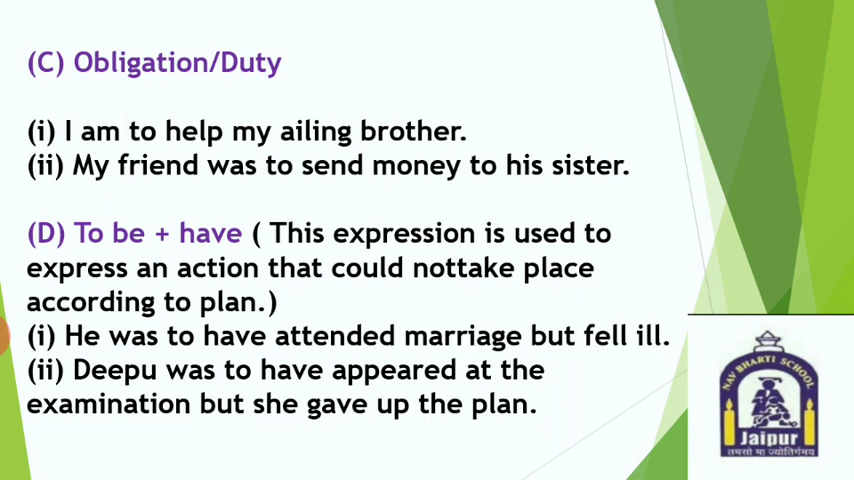 (C) Obligation/Duty
(i) I am to help my ailing brother.
(ii) My friend was to send money to his sister.
(D) To be + have ( This expression is used to
express an action that could nottake place
according to plan.)
(i) He was to have attended marriage but fell ill.
(ii) Deepu was to have appeared at the
examination but she gave up the plan.
NAV BHARTI SCHOOL
Jaipur
तमसो मा ज्योतिर्गमय